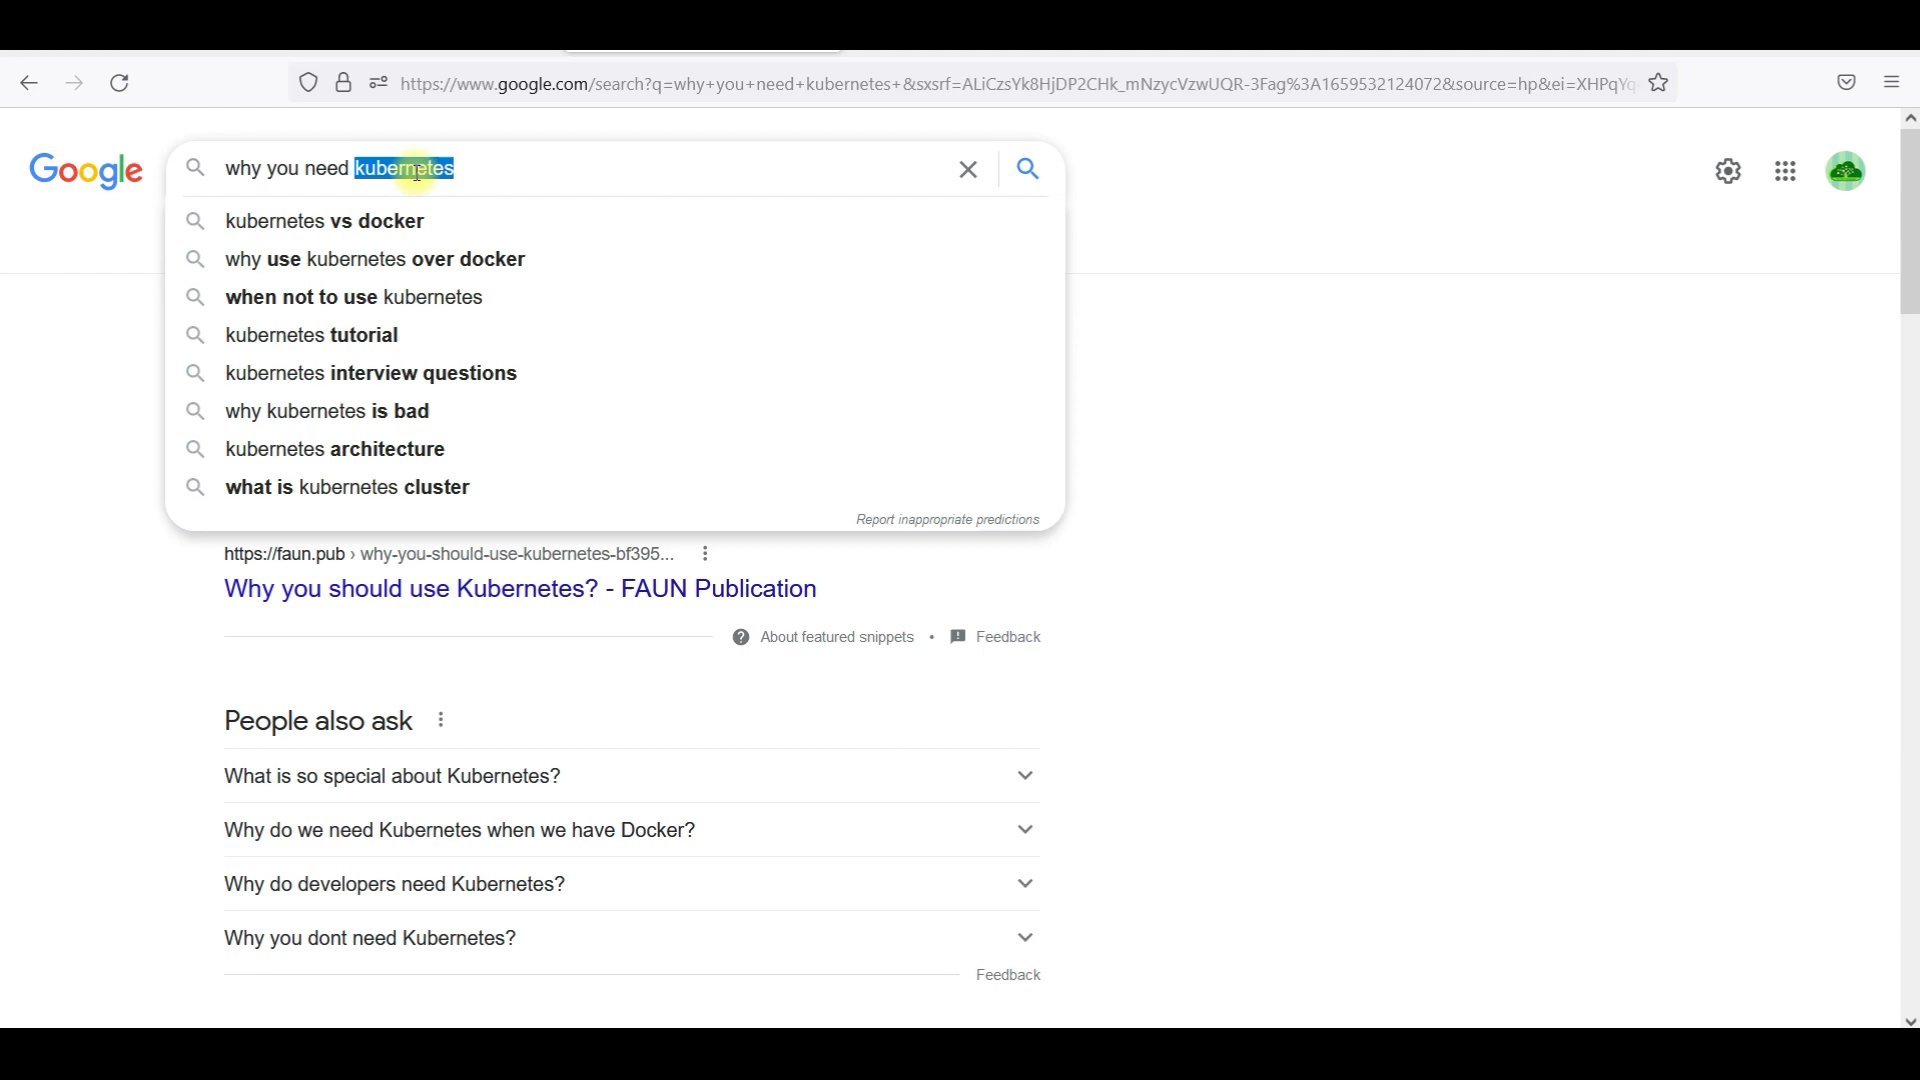 https://www.google.com/search?q=why+you+need+kubernetes+&sxsrf=ALiCzsYk8HjDP2CHk_mNzycVzwUQR-3Fag%3A1659532124072&source=hp&ei=XHPqYq
Google
why you need kubernetes
kubernetes vs docker
why use kubernetes over docker
when not to use kubernetes
kubernetes tutorial
kubernetes interview questions
why kubernetes is bad
kubernetes architecture
what is kubernetes cluster
Report inappropriate predictions
https://faun.pub › why-you-should-use-kubernetes-bf395...
Why you should use Kubernetes? - FAUN Publication
About featured snippets • Feedback
People also ask
What is so special about Kubernetes?
Why do we need Kubernetes when we have Docker?
Why do developers need Kubernetes?
Why you dont need Kubernetes?
Feedback